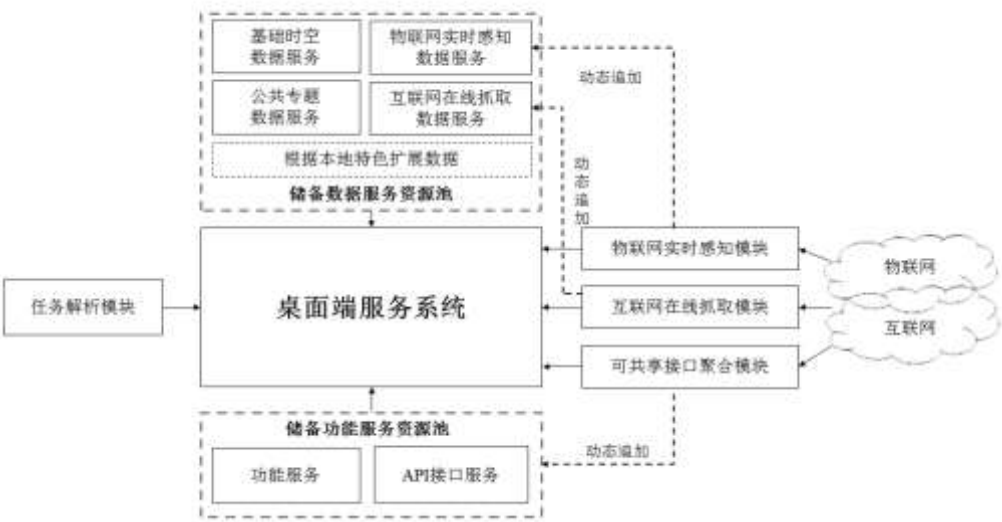 基础时空
数据服务
物联网实时感知
数据服务
动态追加
公共专题
数据服务
互联网在线抓取
数据服务
根据本地特色扩展数据
动态追加
储备数据服务资源池
物联网实时感知模块
物联网
任务解析模块
桌面端服务系统
互联网在线抓取模块
互联网
可共享接口聚合模块
储备功能服务资源池
动态追加
功能服务
API接口服务